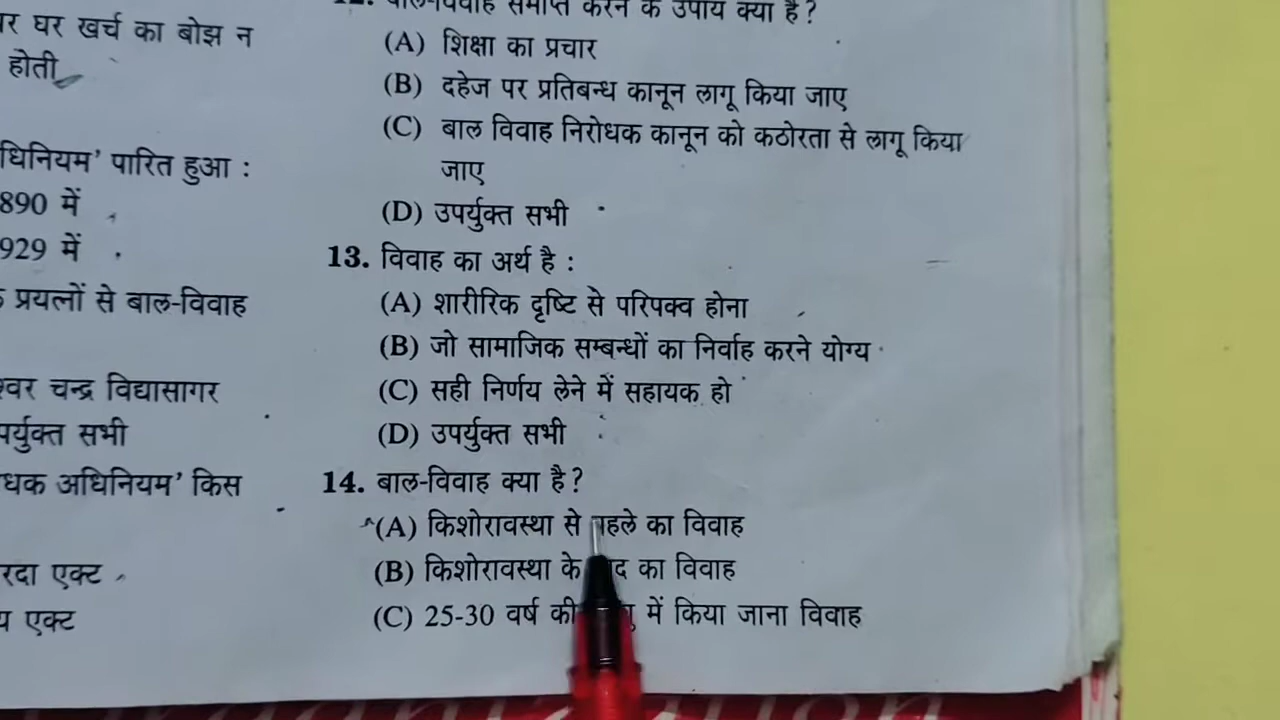 र घर खर्च का बोझ न
होती
धिनियम' पारित हुआ :
890 में
929 में
प्रयत्नों से बाल-विवाह
श्वर चन्द्र विद्यासागर
पर्युक्त सभी
धक अधिनियम' किस
रदा एक्ट
य एक्ट
12. बाल-विवाह समाप्त करने के उपाय क्या है?
(A) शिक्षा का प्रचार
(B) दहेज पर प्रतिबन्ध कानून लागू किया जाए
(C) बाल विवाह निरोधक कानून को कठोरता से लागू किया
जाए
(D) उपर्युक्त सभी
13. विवाह का अर्थ है :
(A) शारीरिक दृष्टि से परिपक्व होना
(B) जो सामाजिक सम्बन्धों का निर्वाह करने योग्य
(C) सही निर्णय लेने में सहायक हो
(D) उपर्युक्त सभी
14. बाल-विवाह क्या है?
(A) किशोरावस्था से पहले का विवाह
(B) किशोरावस्था के बाद का विवाह
(C) 25-30 वर्ष की में किया जाना विवाह